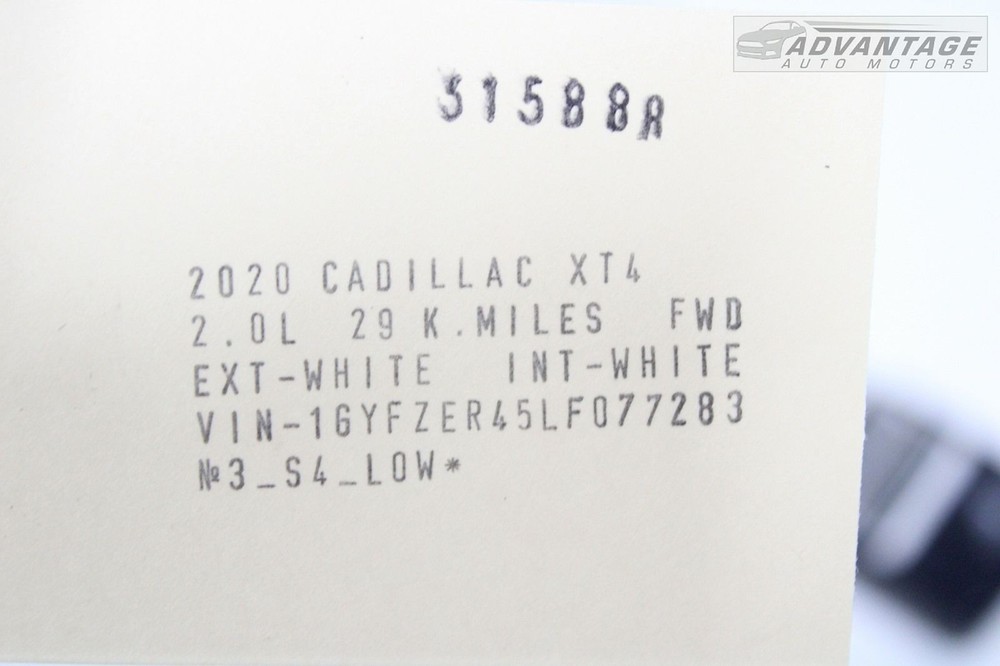 ADVANTAGE
AUTO MOTORS
31588R
2020 CADILLAC XT4
2.0L 29 K.MILES FWD
EXT-WHITE INT-WHITE
VIN-1GYFZER45LF077283
№3_S4_LOW*